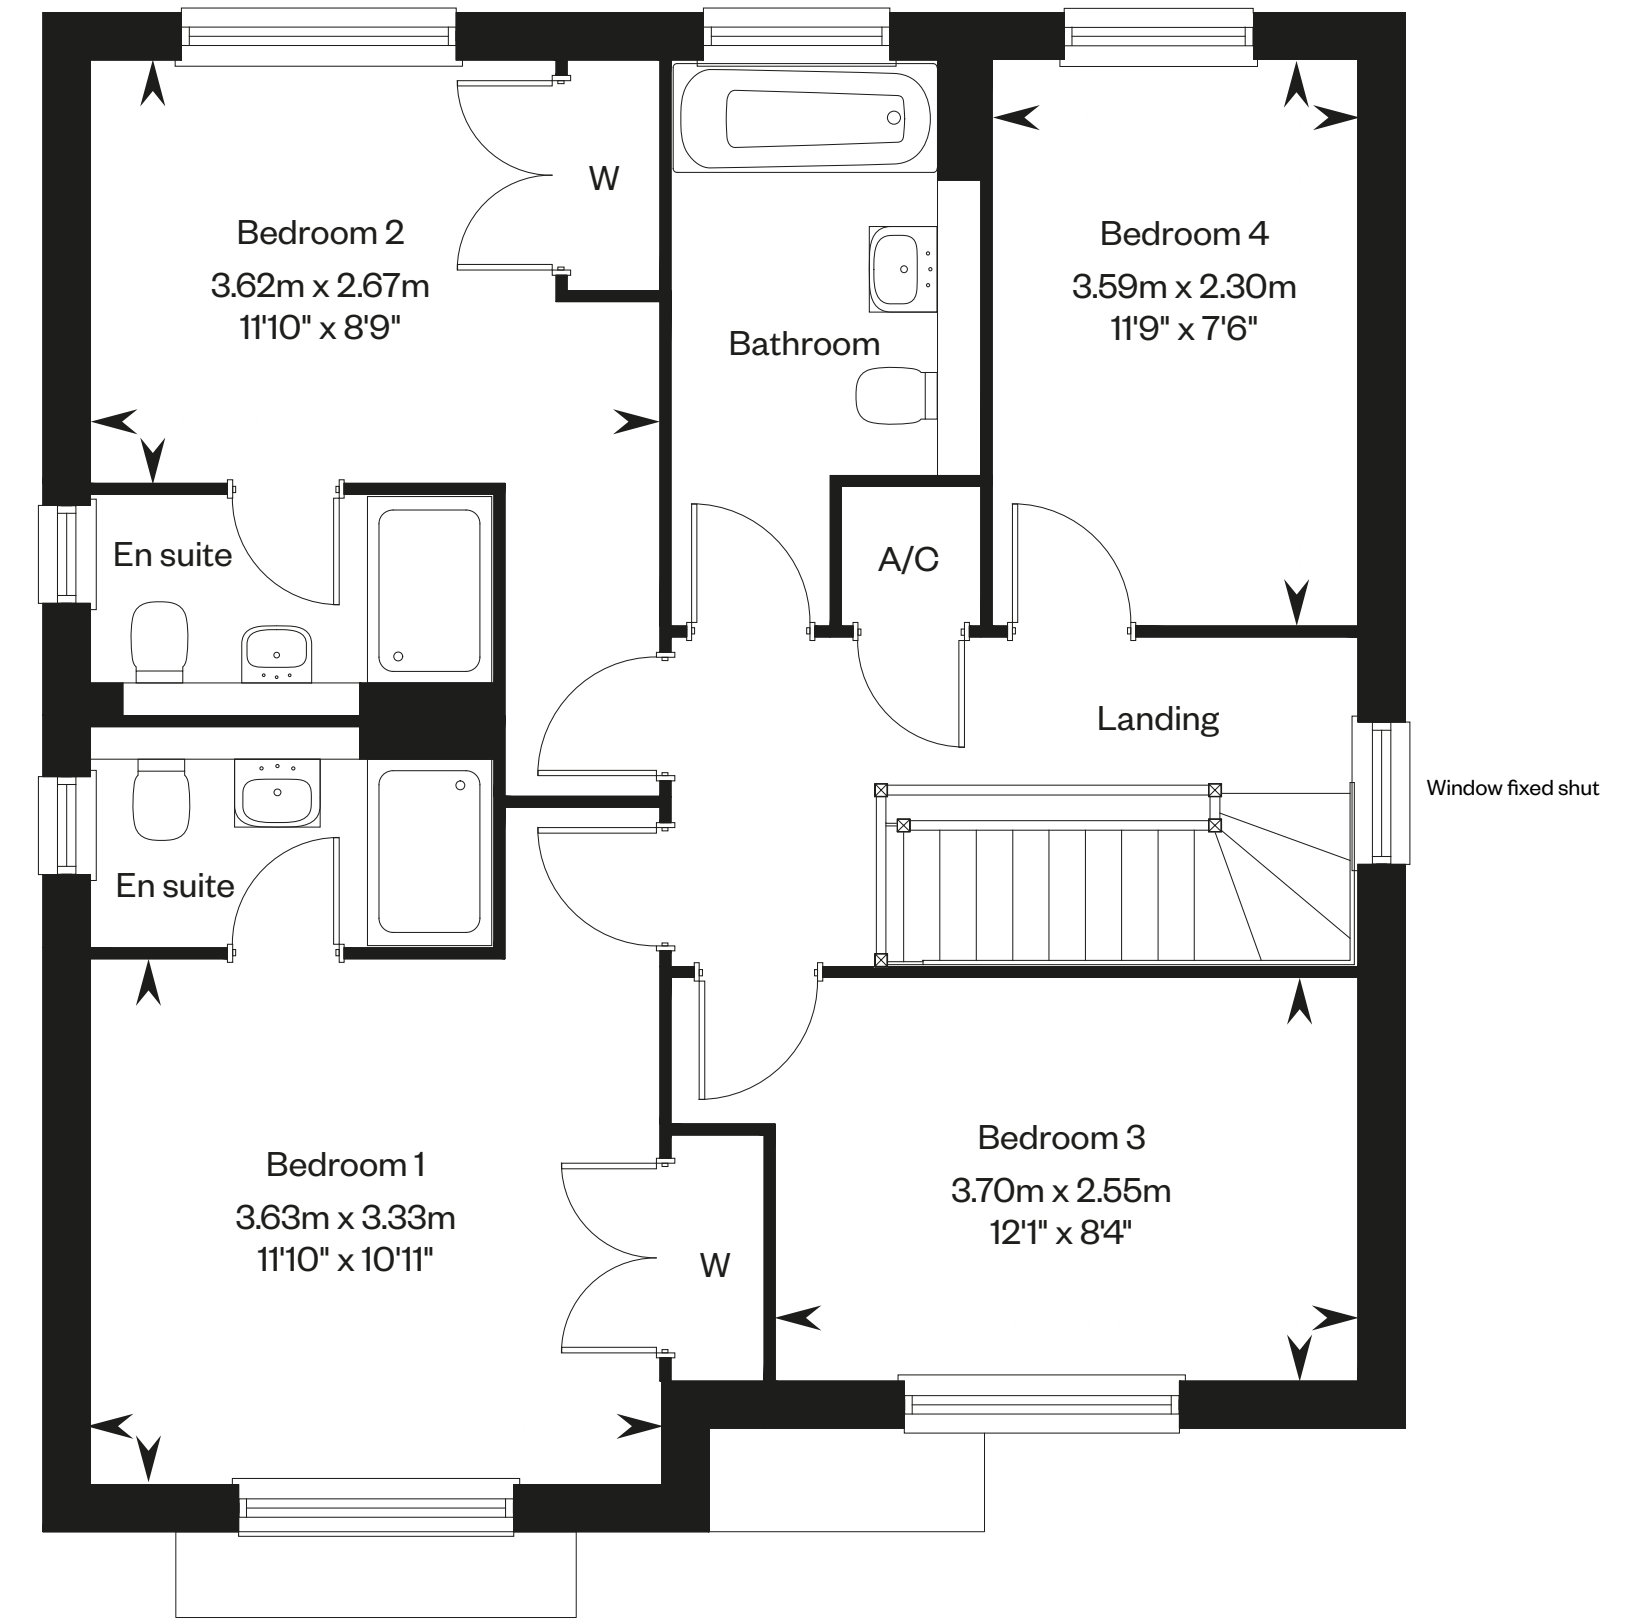 W
Bedroom 2
3.62m x 2.67m
11'10" x 8'9"
Bedroom 4
3.59m x 2.30m
11'9" x 7'6"
Bathroom
En suite
A/C
Landing
Window fixed shut
En suite
Bedroom 1
3.63m x 3.33m
11'10" x 10'11"
W
Bedroom 3
3.70m x 2.55m
12'1" x 8'4"